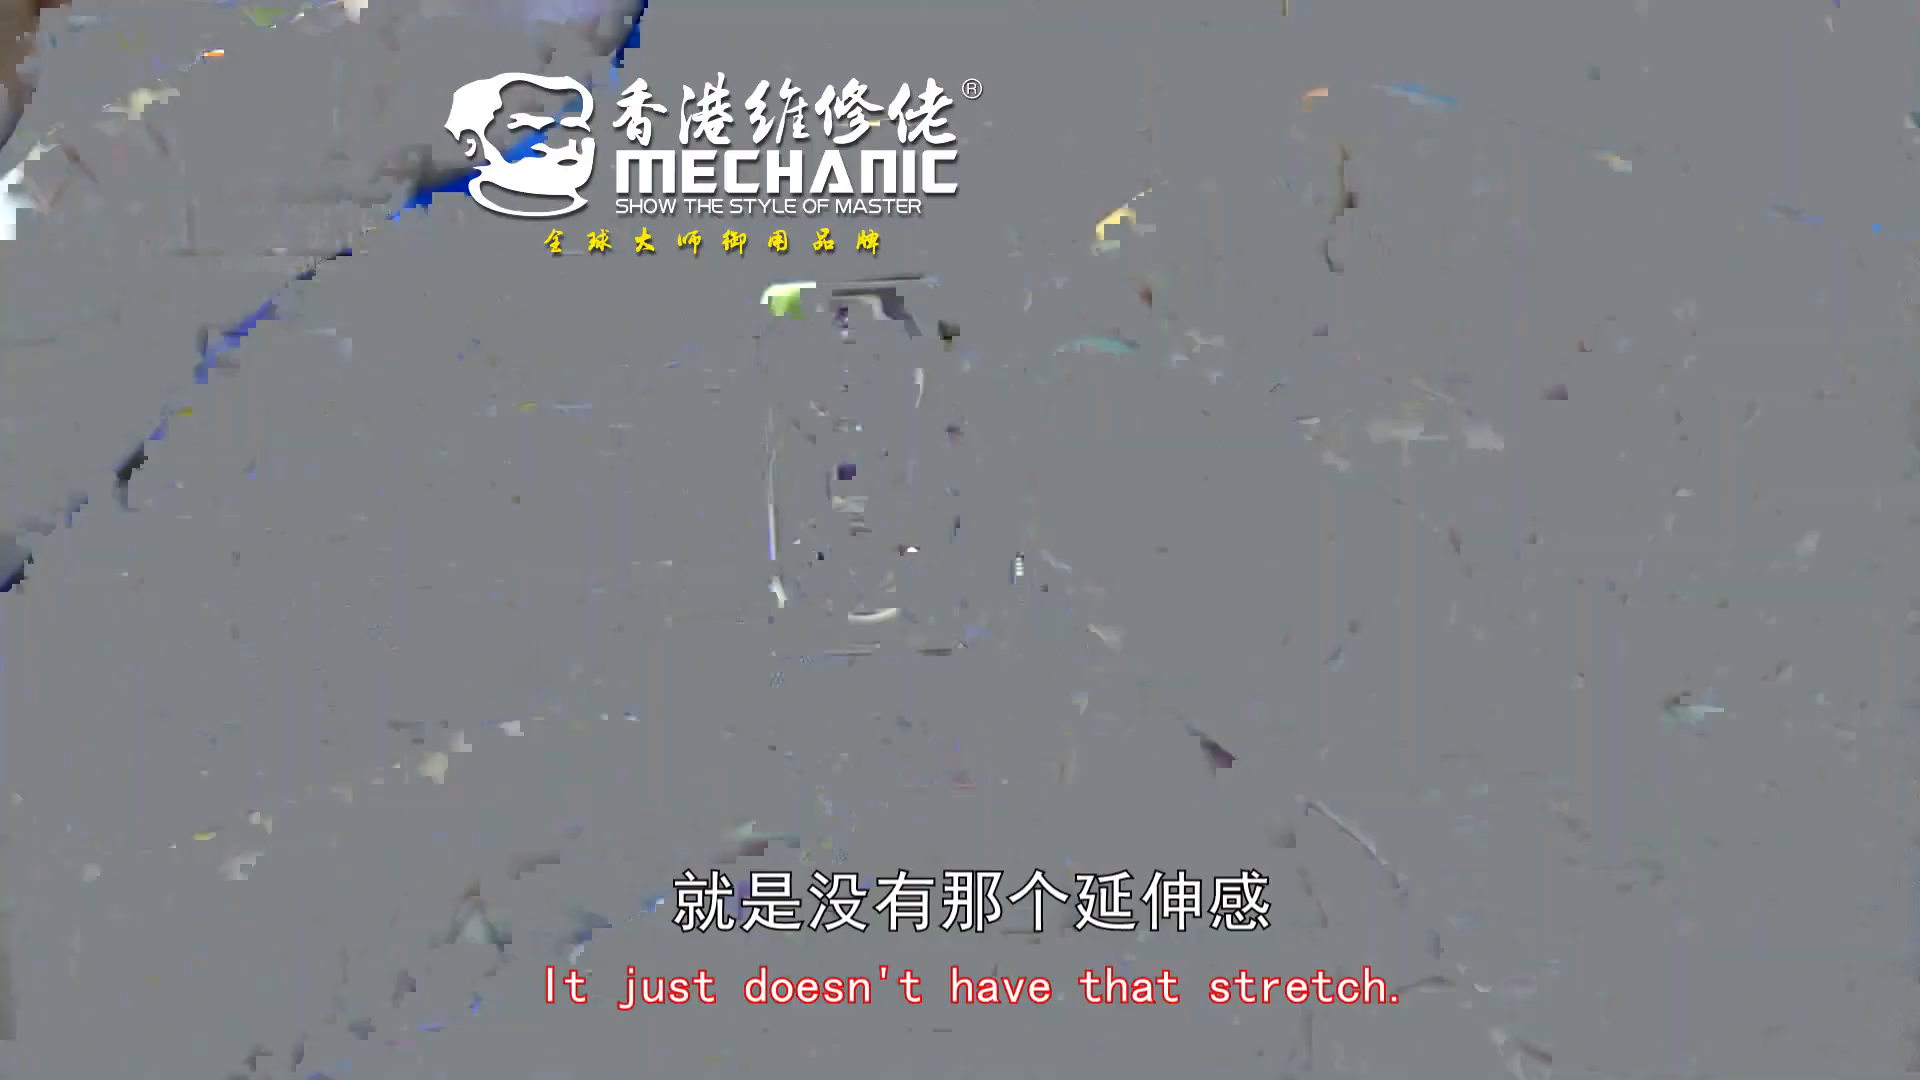 香港维修佬®
MECHANIC
SHOW THE STYLE OF MASTER
全球大师御用品牌
就是没有那个延伸感
It just doesn't have that stretch.